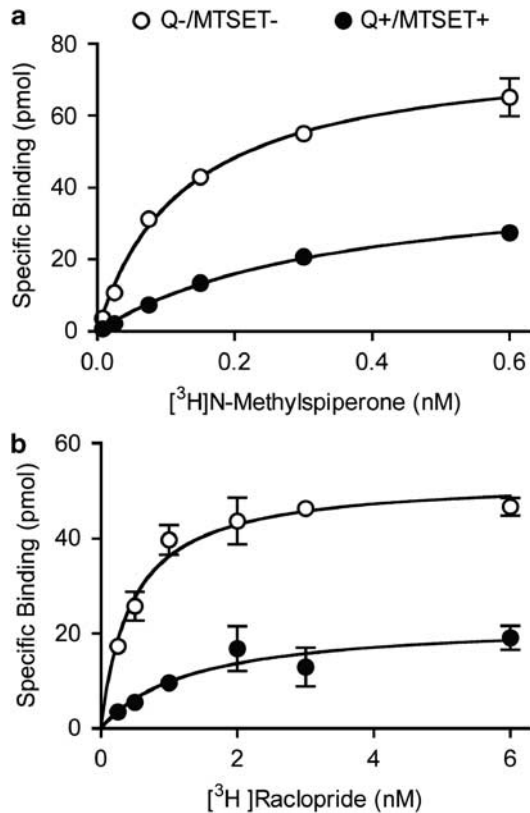 a
Q-/MTSET- Q+/MTSET+
80
60
40
20
0
Specific Binding (pmol)
0.0 0.2 0.4 0.6
[³H]N-Methylspiperone (nM)
b
60
40
20
0
Specific Binding (pmol)
0 2 4 6
[³H ]Raclopride (nM)